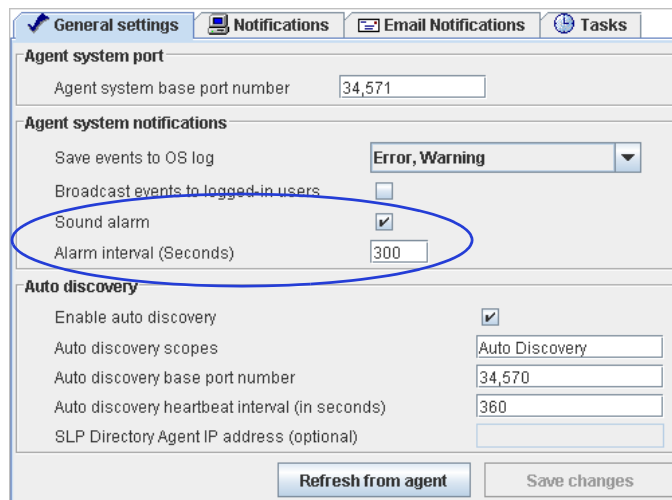 General settings Notifications Email Notifications Tasks
Agent system port
Agent system base port number 34,571
Agent system notifications
Save events to OS log Error, Warning
Broadcast events to logged-in users
Sound alarm
Alarm interval (Seconds) 300
Auto discovery
Enable auto discovery
Auto discovery scopes Auto Discovery
Auto discovery base port number 34,570
Auto discovery heartbeat interval (in seconds) 360
SLP Directory Agent IP address (optional)
Refresh from agent Save changes